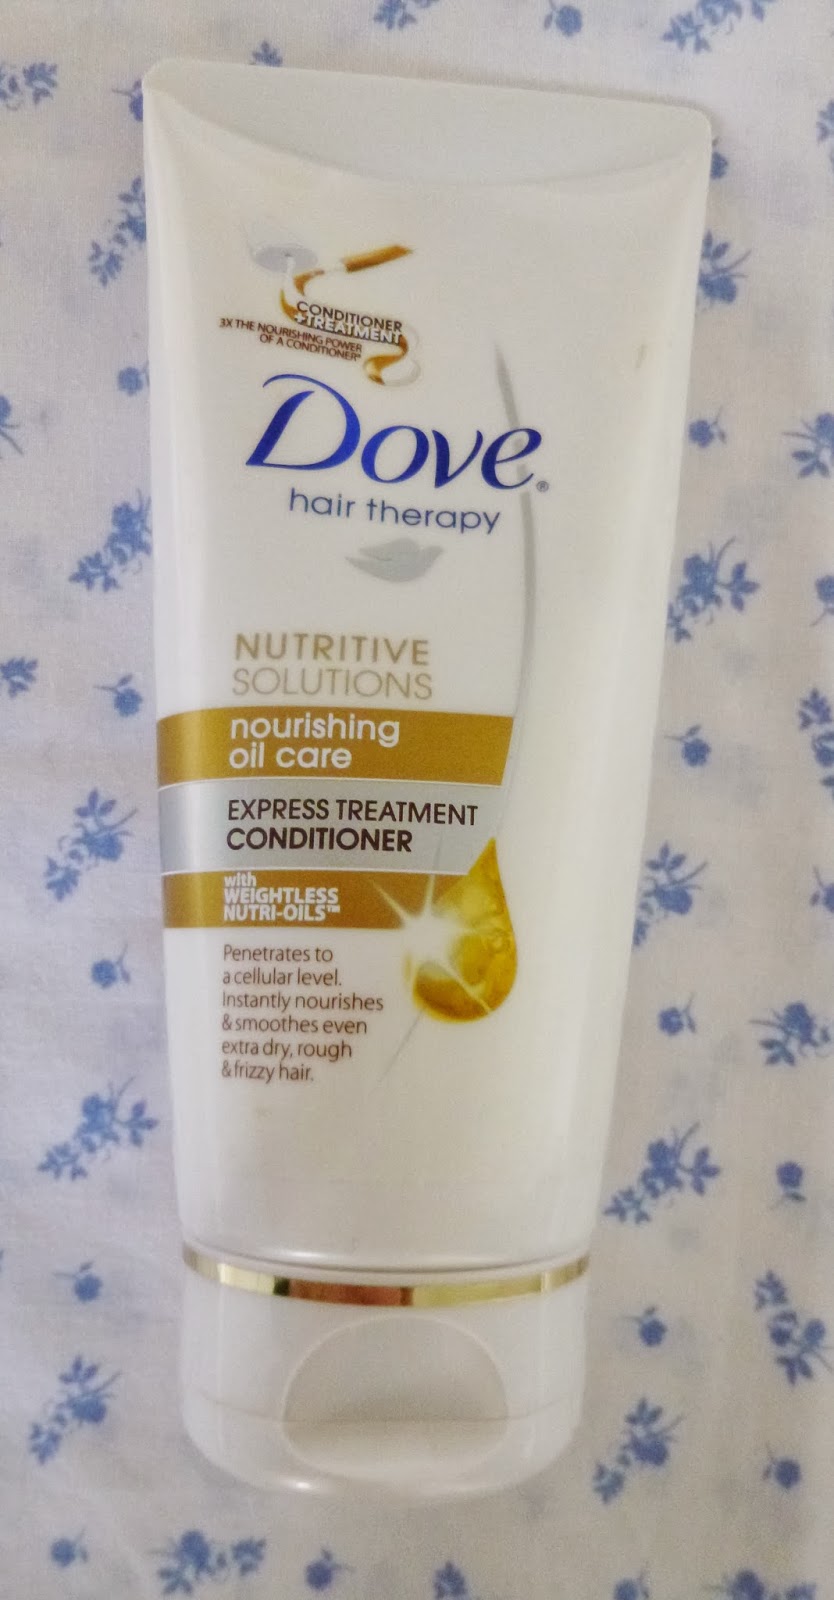 CONDITIONER
+TREATMENT
3X THE NOURISHING POWER
OF A CONDITIONER*
Dove®
hair therapy
NUTRITIVE
SOLUTIONS
nourishing
oil care
EXPRESS TREATMENT
CONDITIONER
with
WEIGHTLESS
NUTRI-OILS™
Penetrates to
a cellular level.
Instantly nourishes
& smoothes even
extra dry, rough
& frizzy hair.